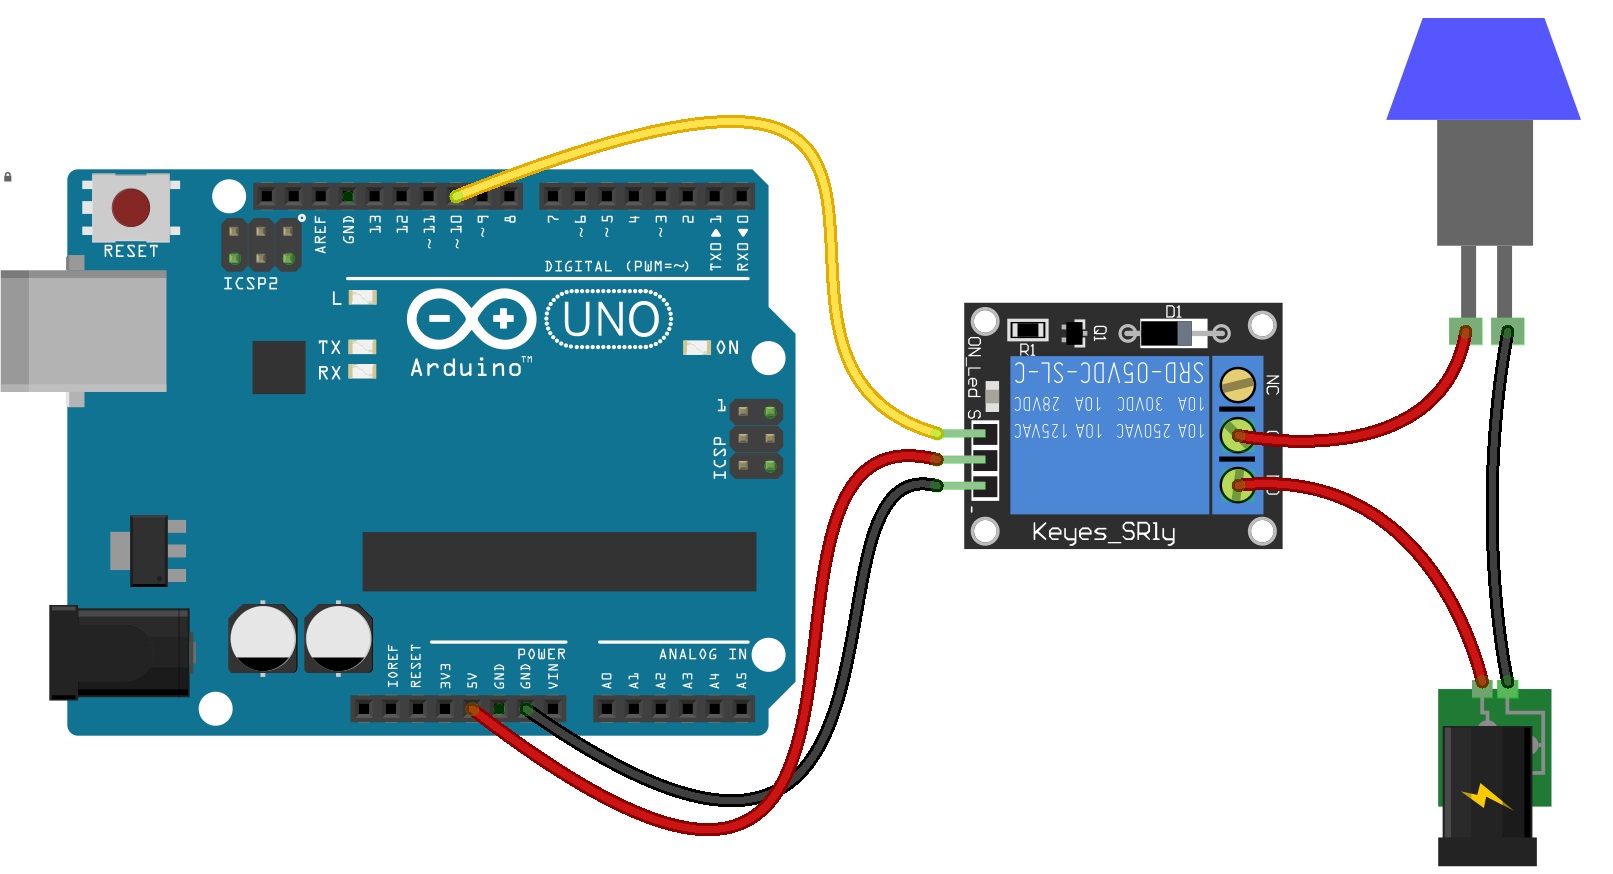 RESET
ICSP2
AREF
GND
13
12
~11
~10
~9
8
7
~6
~5
4
~3
2
TX0▶1
RX0◀0
DIGITAL (PWM=~)
L
TX
RX
UNO
Arduino™
ON
1
ICSP
IOREF
RESET
3V3
5V
GND
GND
VIN
POWER
ANALOG IN
A0
A1
A2
A3
A4
A5
ON_Led
S
-
R1
Q1
D1
SRD-05VDC-SL-C
10A 30VDC 10A 28VDC
10A 250VAC 10A 125VAC
NC
Keyes_SRly